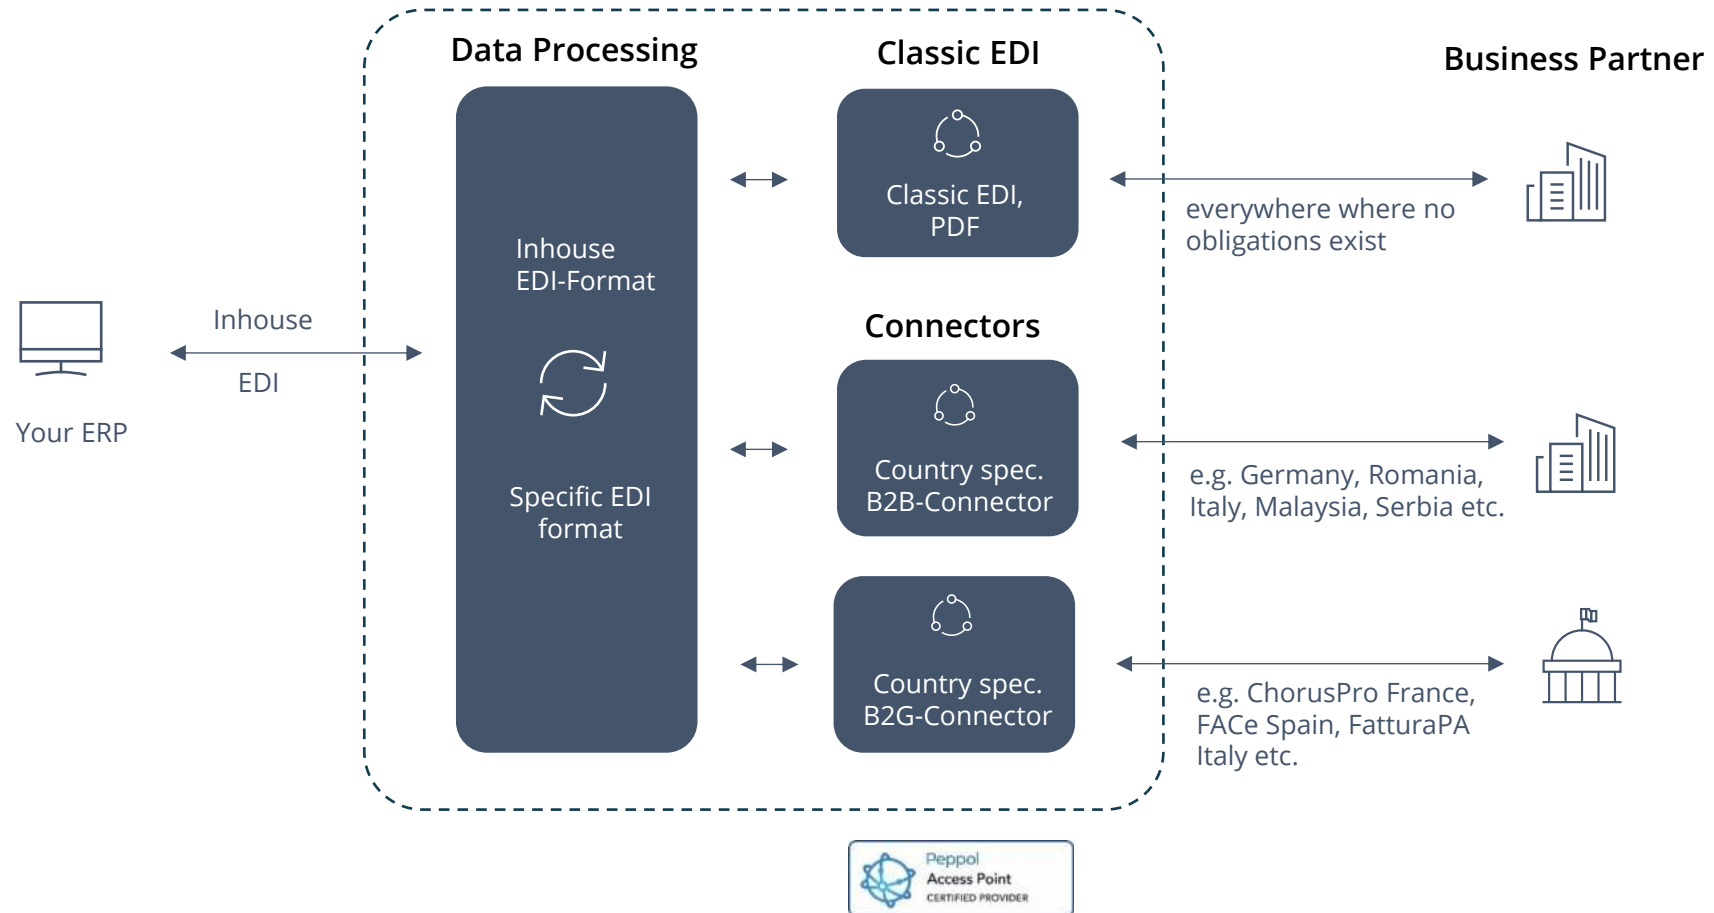 Data Processing
Classic EDI
Business Partner
Classic EDI,
PDF
everywhere where no
obligations exist
Inhouse
EDI-Format
Inhouse
EDI
Your ERP
Connectors
Specific EDI
format
Country spec.
B2B-Connector
e.g. Germany, Romania,
Italy, Malaysia, Serbia etc.
Country spec.
B2G-Connector
e.g. ChorusPro France,
FACe Spain, FatturaPA
Italy etc.
Peppol
Access Point
CERTIFIED PROVIDER